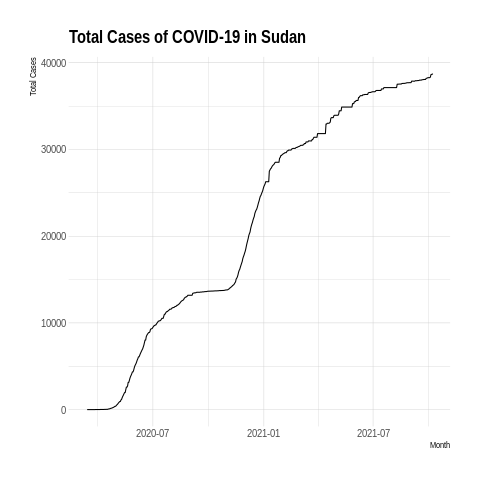 Total Cases of COVID-19 in Sudan
Total Cases
40000
30000
20000
10000
0
2020-07
2021-01
2021-07
Month